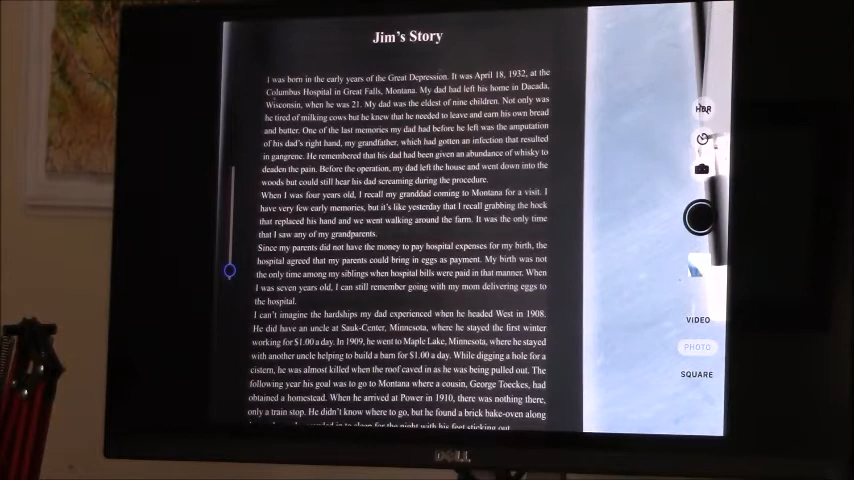 Jim's Story
I was born in the early years of the Great Depression. It was April 18, 1932, at the
Columbus Hospital in Great Falls, Montana. My dad had left his home in Dacada,
Wisconsin, when he was 21. My dad was the eldest of nine children. Not only was
he tired of milking cows but he knew that he needed to leave and earn his own bread
and butter. One of the last memories my dad had before he left was the amputation
of his dad's right hand, my grandfather, which had gotten an infection that resulted
in gangrene. He remembered that his dad had been given an abundance of whisky to
deaden the pain. Before the operation, my dad left the house and went down into the
woods but could still hear his dad screaming during the procedure.
When I was four years old, I recall my granddad coming to Montana for a visit. I
have very few early memories, but it's like yesterday that I recall grabbing the hock
that replaced his hand and we went walking around the farm. It was the only time
that I saw any of my grandparents.
Since my parents did not have the money to pay hospital expenses for my birth, the
hospital agreed that my parents could bring in eggs as payment. My birth was not
the only time among my siblings when hospital bills were paid in that manner. When
I was seven years old, I can still remember going with my mom delivering eggs to
the hospital.
I can't imagine the hardships my dad experienced when he headed West in 1908.
He did have an uncle at Sauk-Center, Minnesota, where he stayed the first winter
working for $1.00 a day. In 1909, he went to Maple Lake, Minnesota, where he stayed
with another uncle helping to build a barn for $1.00 a day. While digging a hole for a
cistern, he was almost killed when the roof caved in as he was being pulled out. The
following year his goal was to go to Montana where a cousin, George Toeckes, had
obtained a homestead. When he arrived at Power in 1910, there was nothing there,
only a train stop. He didn't know where to go, but he found a brick bake-oven along
in to sleep for the night with his feet sticking out
HDR
VIDEO
PHOTO
SQUARE
DELL